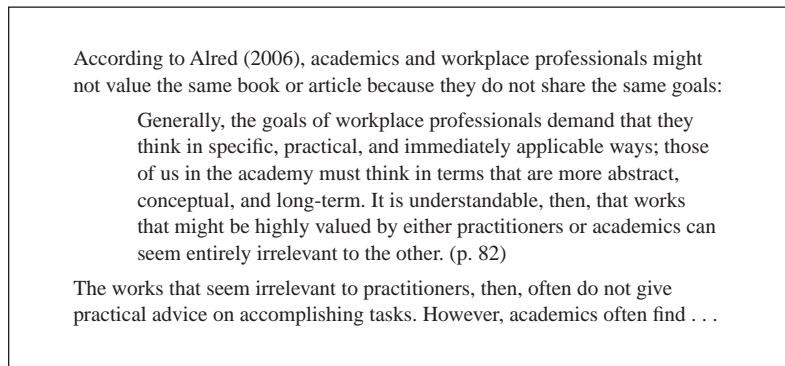 According to Alred (2006), academics and workplace professionals might
not value the same book or article because they do not share the same goals:
Generally, the goals of workplace professionals demand that they
think in specific, practical, and immediately applicable ways; those
of us in the academy must think in terms that are more abstract,
conceptual, and long-term. It is understandable, then, that works
that might be highly valued by either practitioners or academics can
seem entirely irrelevant to the other. (p. 82)
The works that seem irrelevant to practitioners, then, often do not give
practical advice on accomplishing tasks. However, academics often find . . .